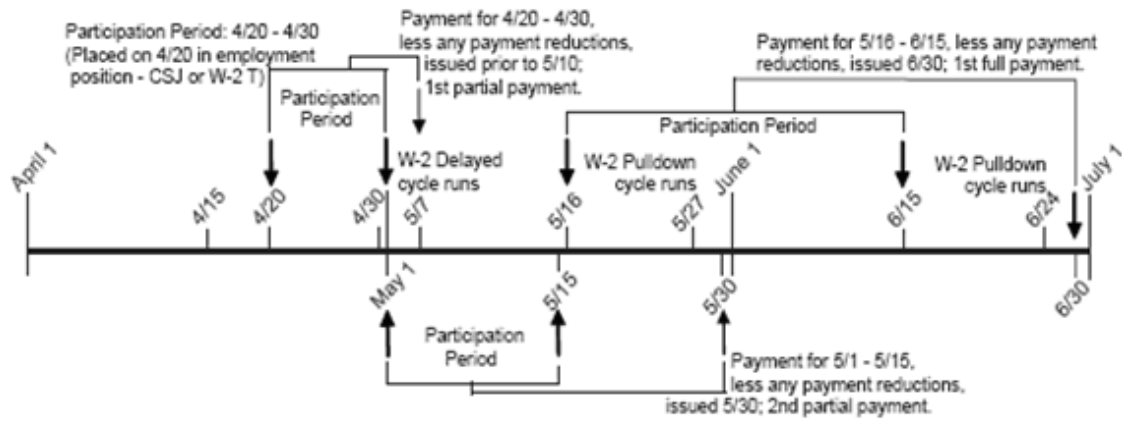 Participation Period: 4/20 - 4/30
(Placed on 4/20 in employment
position - CSJ or W-2 T)
Payment for 4/20 - 4/30,
less any payment reductions,
issued prior to 5/10;
1st partial payment.
Payment for 5/16 - 6/15, less any payment
reductions, issued 6/30; 1st full payment.
Participation
Period
Participation Period
W-2 Delayed
cycle runs
W-2 Pulldown
cycle runs
W-2 Pulldown
cycle runs
April 1
4/15
4/20
4/30
5/7
5/16
5/27
June 1
6/15
6/24
July 1
May 1
5/15
5/30
6/30
Participation
Period
Payment for 5/1 - 5/15,
less any payment reductions,
issued 5/30; 2nd partial payment.